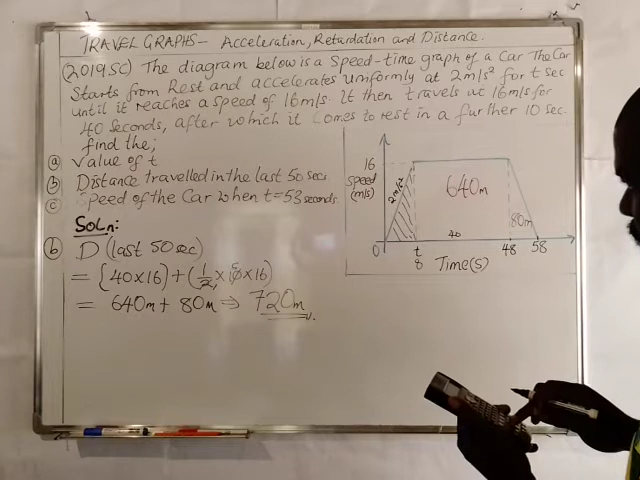 TRAVEL GRAPHS— Acceleration, Retardation and Distance.
(2019SC) The diagram below is a Speed-time graph of a Car. The Car
Starts from Rest and accelerates uniformly at 2m/s² for t sec
until it reaches a speed of 16m/s. It then travels at 16m/s for
40 seconds, after which it comes to rest in a further 10 sec.
find the;
(a) Value of t
(b) Distance travelled in the last 50 secs
(c) Speed of the Car when t=53 seconds.
SoLn:
(b) D (last 50 sec)
= {40×16} + (1/2 × 10 × 16) 5
= 640m + 80m ⇒ 720m
16
Speed
(m/s)
2m/s²
640m
80m
40
0 t 48 58
8 Time(s)